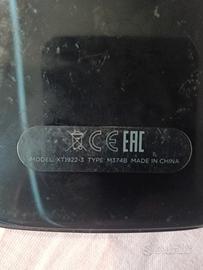 CE EAC
MODEL: XT1922-3 TYPE: M374B MADE IN CHINA